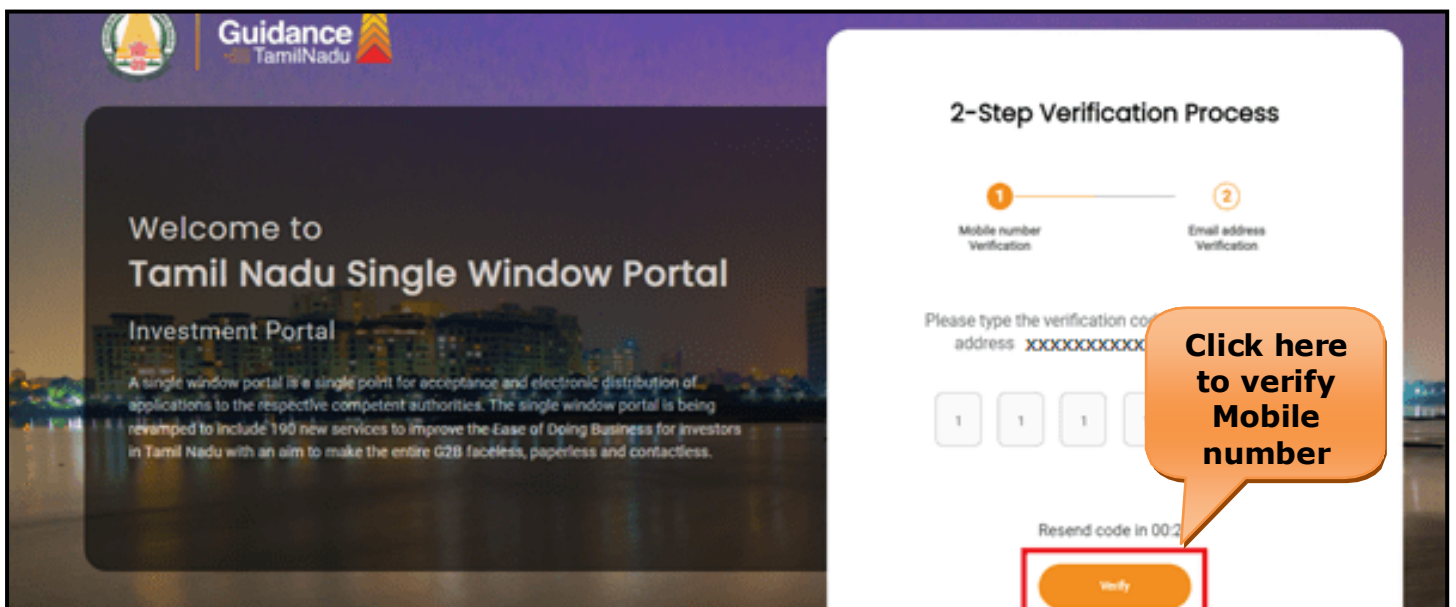 Guidance
TamilNadu
Welcome to
Tamil Nadu Single Window Portal
Investment Portal
A single window portal is a single point for acceptance and electronic distribution of
applications to the respective competent authorities. The single window portal is being
revamped to include 190 new services to improve the Ease of Doing Business for investors
in Tamil Nadu with an aim to make the entire G2B faceless, paperless and contactless.
2-Step Verification Process
1
2
Mobile number
Verification
Email address
Verification
Please type the verification
address xxxxxxxxxxx
1 1 1
Resend code in 00:2
Verify
Click here
to verify
Mobile
number